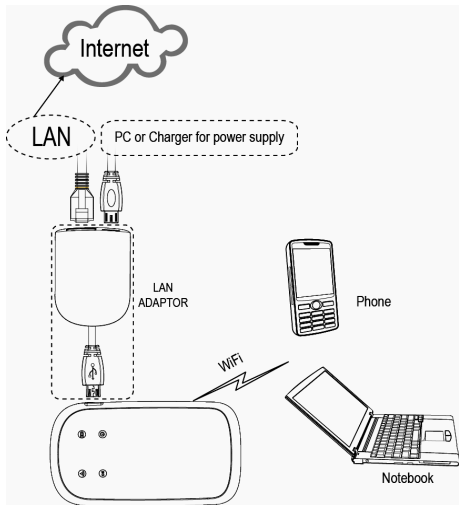 Internet
LAN
PC or Charger for power supply
LAN
ADAPTOR
Phone
WiFi
Notebook